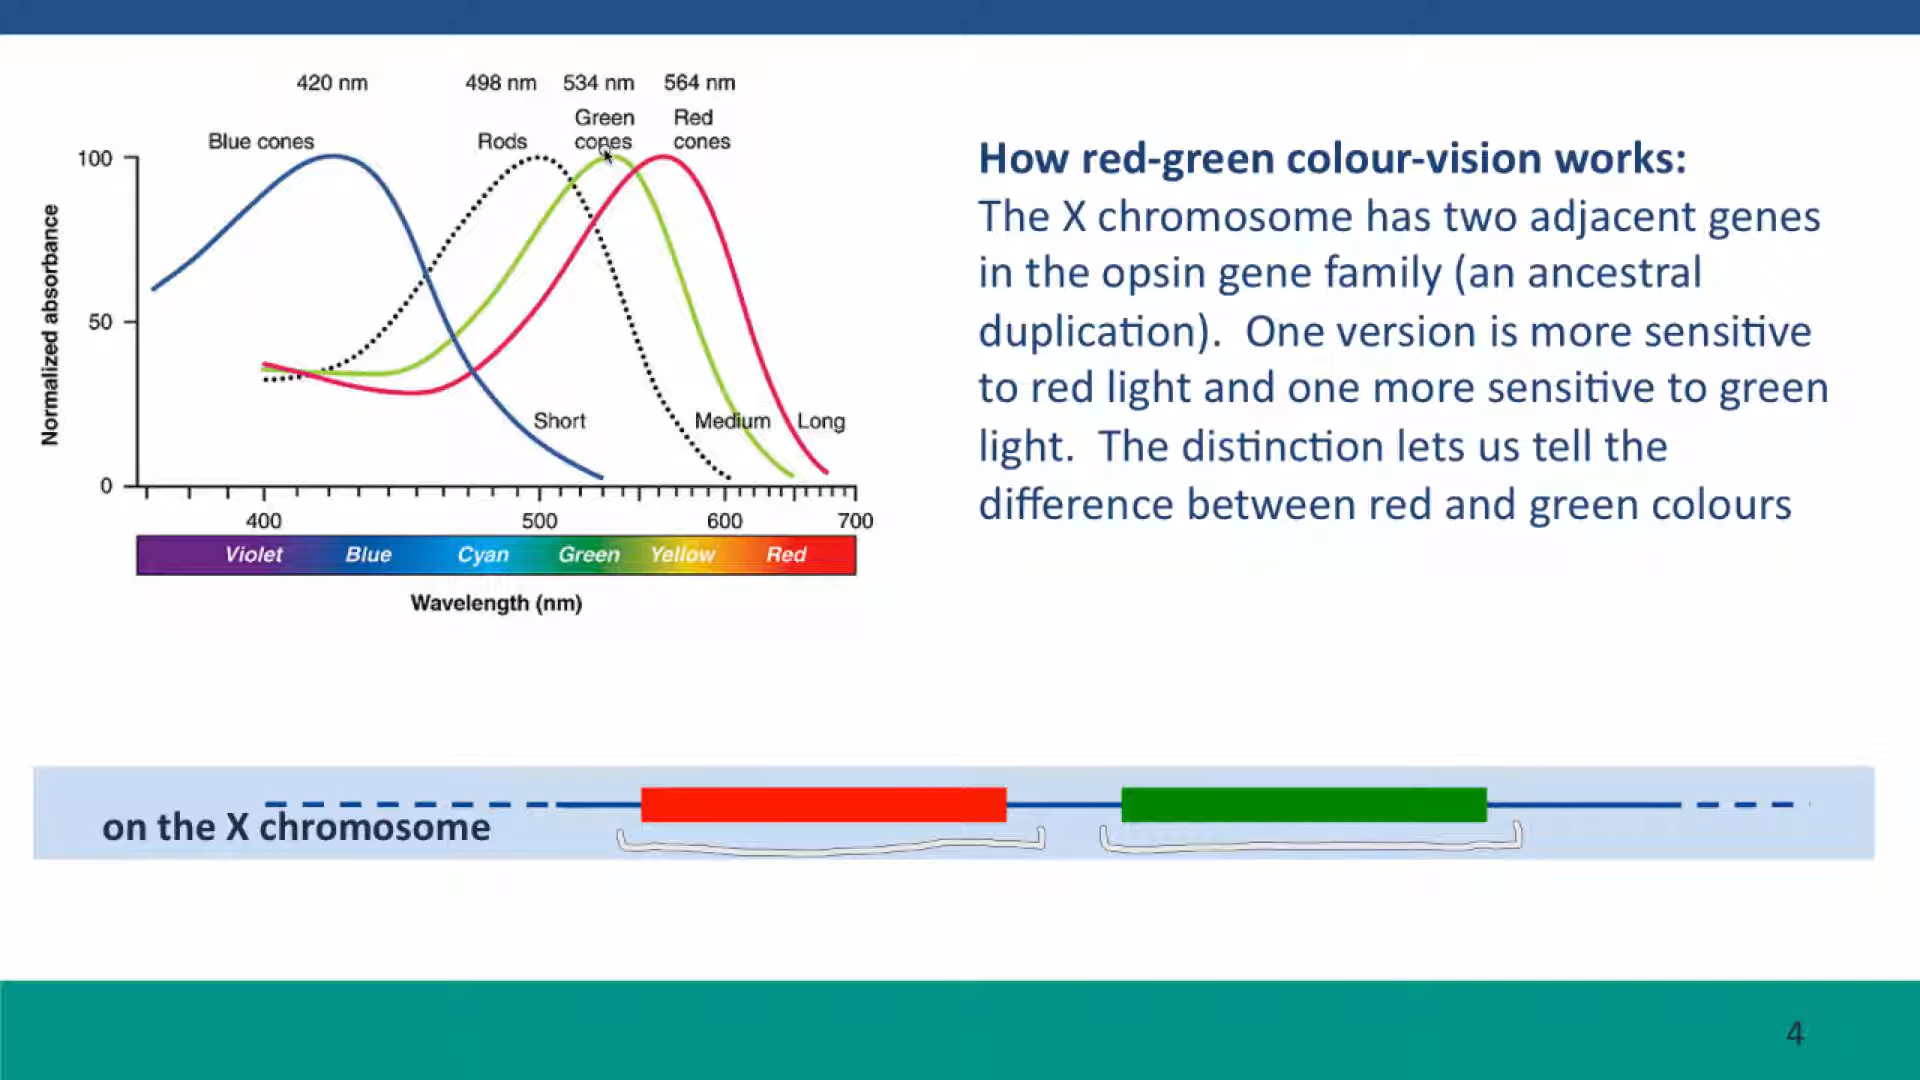 420 nm 498 nm 534 nm 564 nm
Blue cones Rods Green cones Red cones
Normalized absorbance
100
50
0
Short Medium Long
400 500 600 700
Violet Blue Cyan Green Yellow Red
Wavelength (nm)
How red-green colour-vision works:
The X chromosome has two adjacent genes
in the opsin gene family (an ancestral
duplication). One version is more sensitive
to red light and one more sensitive to green
light. The distinction lets us tell the
difference between red and green colours
on the X chromosome
4